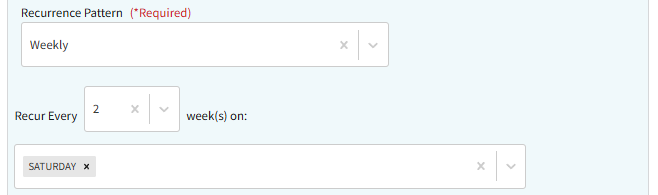 Recurrence Pattern (*Required)
Weekly
Recur Every 2 week(s) on:
SATURDAY